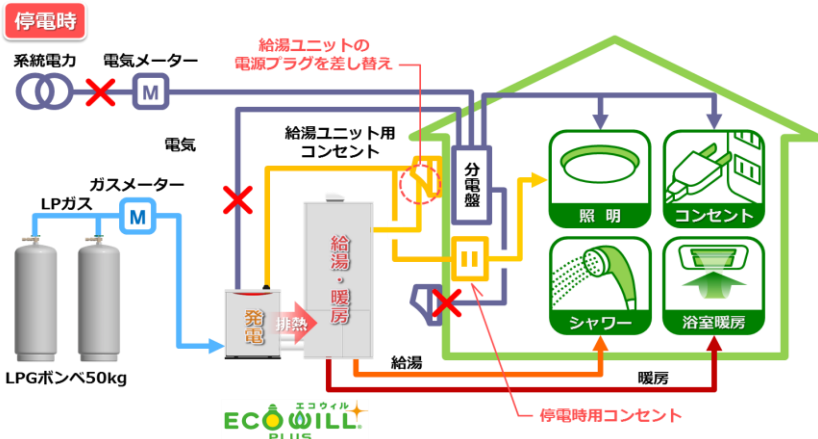 停電時
系統電力
電気メーター
M
給湯ユニットの
電源プラグを差し替え
電気
給湯ユニット用
コンセント
分電盤
照明
コンセント
ガスメーター
LPガス
M
給湯・暖房
発電
排熱
シャワー
浴室暖房
LPGボンベ50kg
給湯
暖房
停電時用コンセント
エコウィル
ECOWILL
PLUS